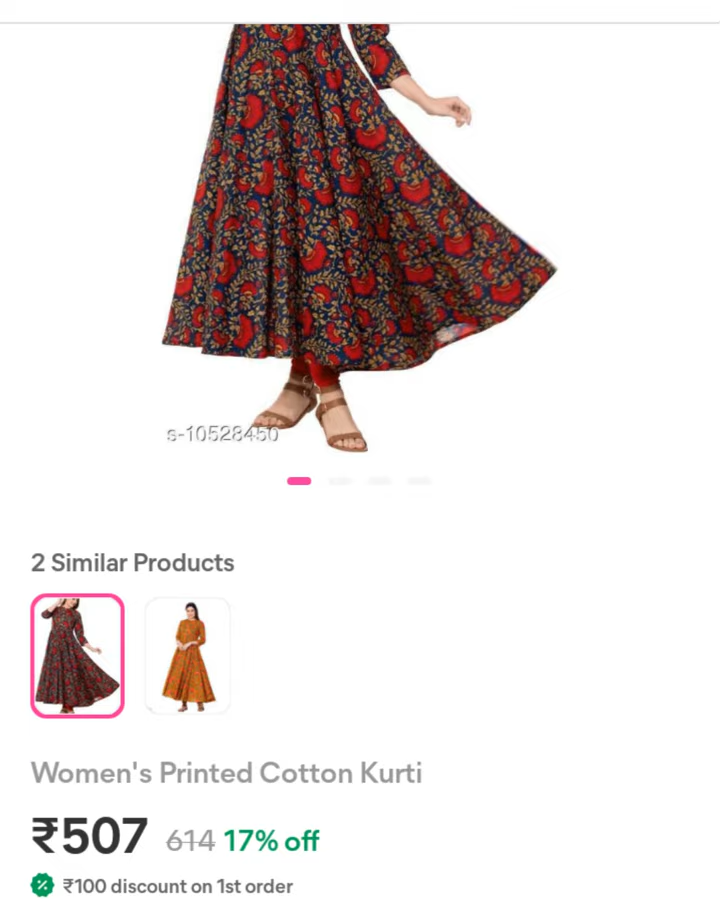 s-10528450
2 Similar Products
Women's Printed Cotton Kurti
₹507 614 17% off
₹100 discount on 1st order